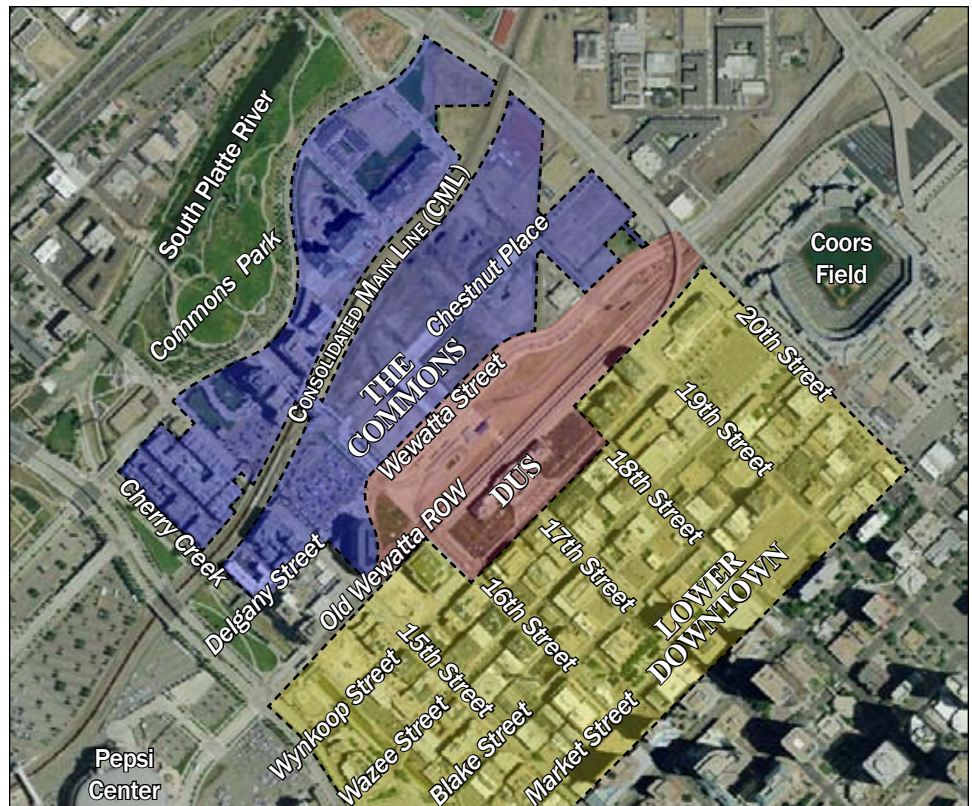 South Platte River
Commons Park
Consolidated Main Line (CML)
Chestnut Place
THE
COMMONS
Wewatta Street
Coors
Field
20th Street
19th Street
18th Street
DUS
17th Street
Old Wewatta ROW
16th Street
LOWER
DOWNTOWN
Cherry Creek
Delgany Street
15th Street
Wynkoop Street
Wazee Street
Blake Street
Market Street
Pepsi
Center